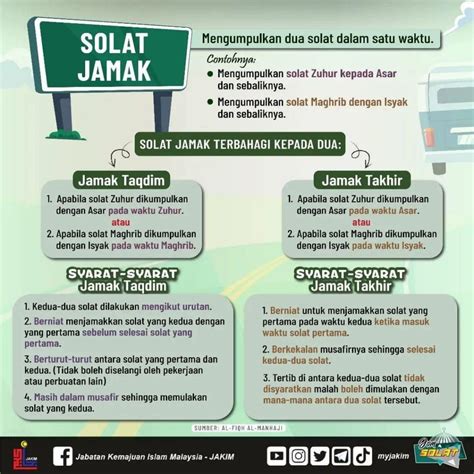 SOLAT
JAMAK
Mengumpulkan dua solat dalam satu waktu.
Contohnya:
• Mengumpulkan solat Zuhur kepada Asar
dan sebaliknya.
• Mengumpulkan solat Maghrib dengan Isyak
dan sebaliknya.
SOLAT JAMAK TERBAHAGI KEPADA DUA:
Jamak Taqdim
1. Apabila solat Zuhur dikumpulkan
dengan Asar pada waktu Zuhur.
atau
2. Apabila solat Maghrib dikumpulkan
dengan Isyak pada waktu Maghrib.
SYARAT-SYARAT
Jamak Taqdim
1. Kedua-dua solat dilakukan mengikut urutan.
2. Berniat menjamakkan solat yang kedua dengan
yang pertama sebelum selesai solat yang
pertama.
3. Berturut-turut antara solat yang pertama dan
kedua. (Tidak boleh diselangi oleh pekerjaan
atau perbuatan lain)
4. Masih dalam musafir sehingga memulakan
solat yang kedua.
Jamak Takhir
1. Apabila solat Zuhur dikumpulkan
dengan Asar pada waktu Asar.
atau
2. Apabila solat Maghrib dikumpulkan
dengan Isyak pada waktu Isyak.
SYARAT-SYARAT
Jamak Takhir
1. Berniat untuk menjamakkan solat yang
pertama pada waktu kedua ketika masuk
waktu solat pertama.
2. Berkekalan musafirnya sehingga selesai
kedua-dua solat.
3. Tertib di antara kedua-dua solat tidak
disyaratkan malah boleh dimulakan dengan
mana-mana antara dua solat tersebut.
SUMBER: AL-FIQH AL-MANHAJI
JAKIM
Jabatan Kemajuan Islam Malaysia - JAKIM
myjakim
SOLAT